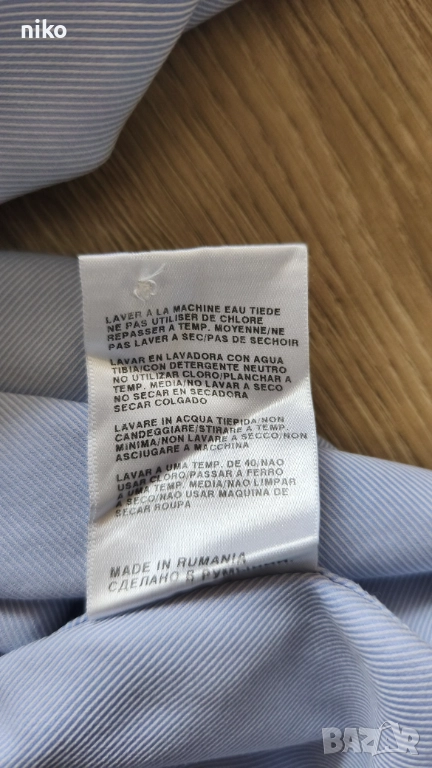 niko
LAVER A LA MACHINE EAU TIEDE
NE PAS UTILISER DE CHLORE
REPASSER A TEMP. MOYENNE/NE
PAS LAVER A SEC/PAS DE SECHOIR
LAVAR EN LAVADORA CON AGUA
TIBIA/CON DETERGENTE NEUTRO
NO UTILIZAR CLORO/PLANCHAR A
TEMP. MEDIA/NO LAVAR A SECO
NO SECAR EN SECADORA
SECAR COLGADO
LAVARE IN ACQUA TIEPIDA/NON
CANDEGGIARE/STIRARE A TEMP.
MINIMA/NON LAVARE A SECCO/NON
ASCIUGARE A MACCHINA
LAVAR A UMA TEMP. DE 40/NAO
USAR CLORO/PASSAR A FERRO
A TEMP. MEDIA/NAO LIMPAR
A SECO/NAO USAR MAQUINA DE
SECAR ROUPA
MADE IN RUMANIA
СДЕЛАНО В
BAZAR